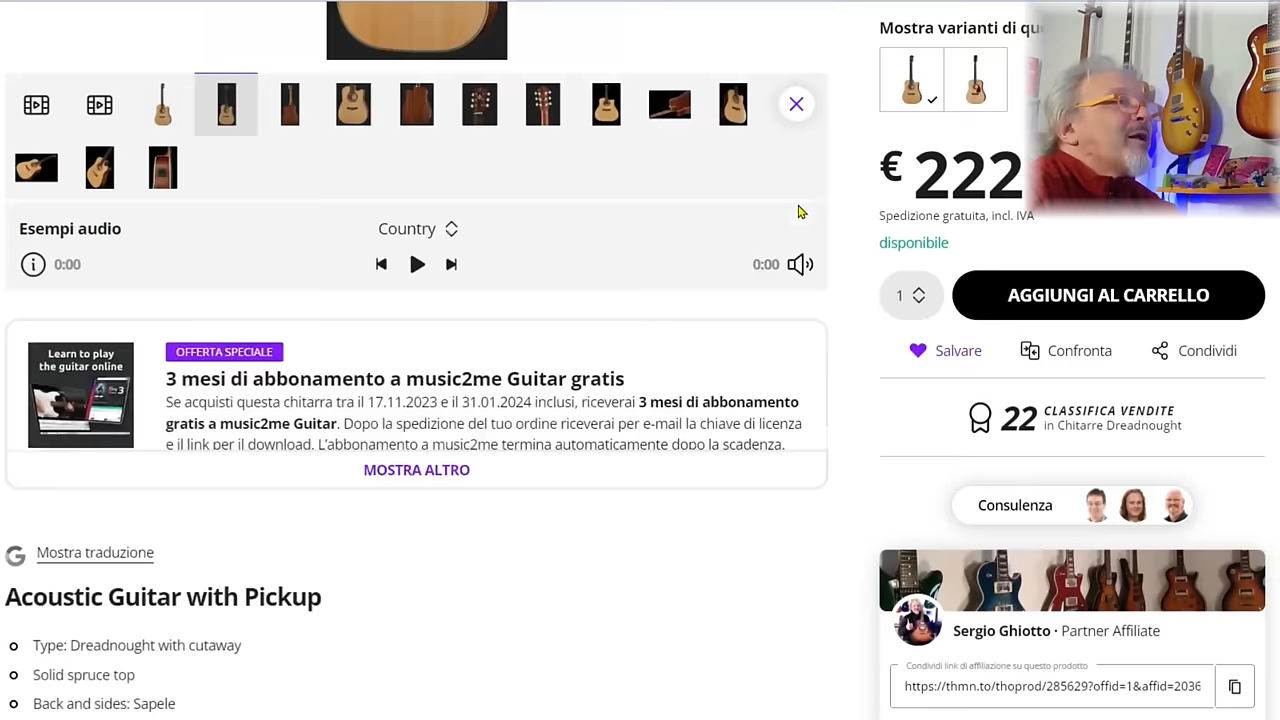 Mostra varianti di
€ 222
Spedizione gratuita, incl. IVA
disponibile
1
AGGIUNGI AL CARRELLO
Salvare
Confronta
Condividi
22 CLASSIFICA VENDITE
in Chitarre Dreadnought
Consulenza
Sergio Ghiotto · Partner Affiliate
Condividi link di affiliazione su questo prodotto
https://thmn.to/thoprod/285629?offid=1&affid=2036
Esempi audio
Country
0:00
0:00
Learn to play
the guitar online
OFFERTA SPECIALE
3 mesi di abbonamento a music2me Guitar gratis
Se acquisti questa chitarra tra il 17.11.2023 e il 31.01.2024 inclusi, riceverai 3 mesi di abbonamento
gratis a music2me Guitar. Dopo la spedizione del tuo ordine riceverai per e-mail la chiave di licenza
e il link per il download. L'abbonamento a music2me termina automaticamente dopo la scadenza.
MOSTRA ALTRO
Mostra traduzione
Acoustic Guitar with Pickup
Type: Dreadnought with cutaway
Solid spruce top
Back and sides: Sapele